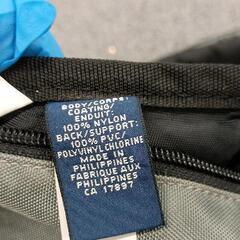 BODY/CORPS:
COATING/
ENDUIT:
100% NYLON
BACK/SUPPORT:
100% PVC/
POLYVINYLCHLORINE
MADE IN
PHILIPPINES
FABRIQUE AUX
PHILIPPINES
CA 17897